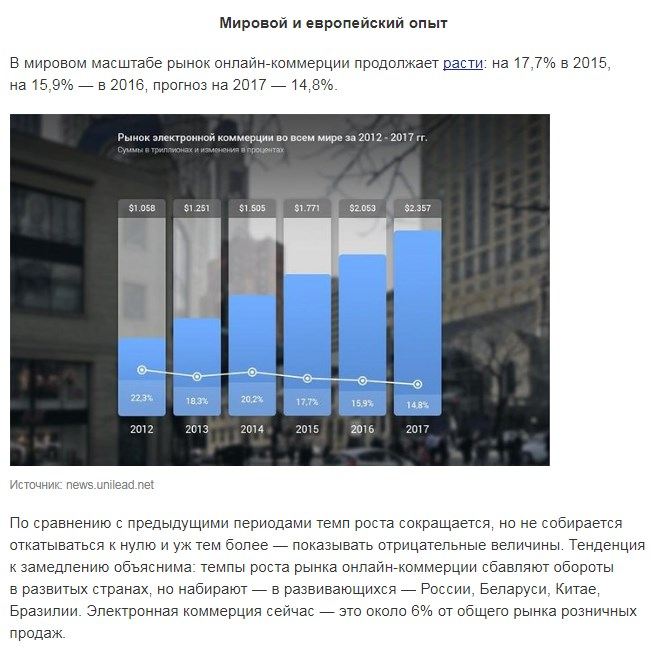 Мировой и европейский опыт
В мировом масштабе рынок онлайн-коммерции продолжает расти: на 17,7% в 2015,
на 15,9% — в 2016, прогноз на 2017 — 14,8%.
Рынок электронной коммерции во всем мире за 2012 - 2017 гг.
Суммы в триллионах и изменения в процентах
$1.058 $1.251 $1.505 $1.771 $2.053 $2.357
22,3% 18,3% 20,2% 17,7% 15,9% 14,8%
2012 2013 2014 2015 2016 2017
Источник: news.unilead.net
По сравнению с предыдущими периодами темп роста сокращается, но не собирается
откатываться к нулю и уж тем более — показывать отрицательные величины. Тенденция
к замедлению объяснима: темпы роста рынка онлайн-коммерции сбавляют обороты
в развитых странах, но набирают — в развивающихся — России, Беларуси, Китае,
Бразилии. Электронная коммерция сейчас — это около 6% от общего рынка розничных
продаж.